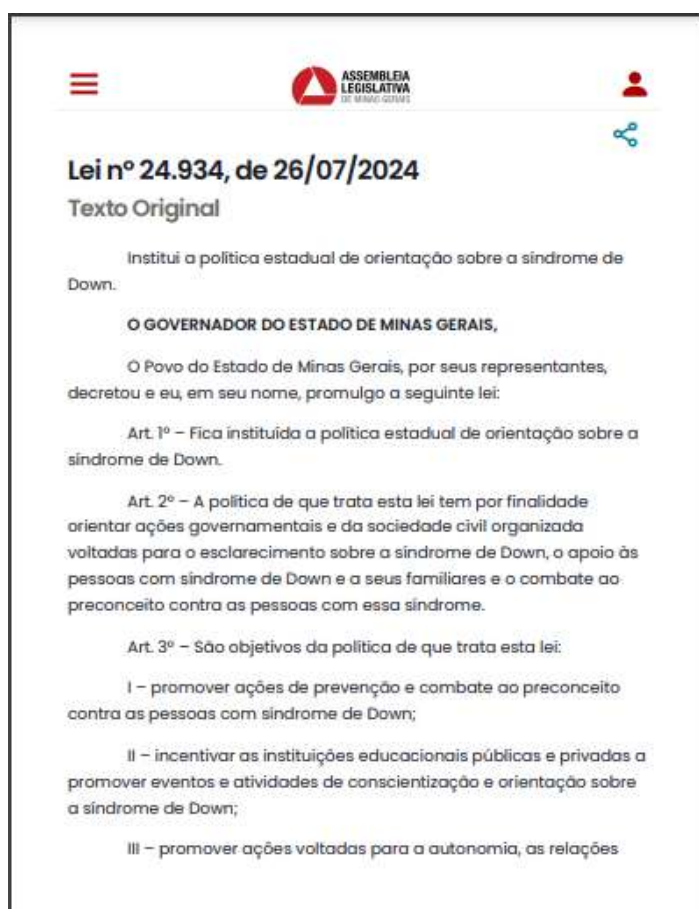 ASSEMBLEIA
LEGISLATIVA
DE MINAS GERAIS
Lei nº 24.934, de 26/07/2024
Texto Original
Institui a política estadual de orientação sobre a síndrome de
Down.
O GOVERNADOR DO ESTADO DE MINAS GERAIS,
O Povo do Estado de Minas Gerais, por seus representantes,
decretou e eu, em seu nome, promulgo a seguinte lei:
Art. 1º – Fica instituída a política estadual de orientação sobre a
síndrome de Down.
Art. 2º – A política de que trata esta lei tem por finalidade
orientar ações governamentais e da sociedade civil organizada
voltadas para o esclarecimento sobre a síndrome de Down, o apoio às
pessoas com síndrome de Down e a seus familiares e o combate ao
preconceito contra as pessoas com essa síndrome.
Art. 3º – São objetivos da política de que trata esta lei:
I – promover ações de prevenção e combate ao preconceito
contra as pessoas com síndrome de Down;
II – incentivar as instituições educacionais públicas e privadas a
promover eventos e atividades de conscientização e orientação sobre
a síndrome de Down;
III – promover ações voltadas para a autonomia, as relações